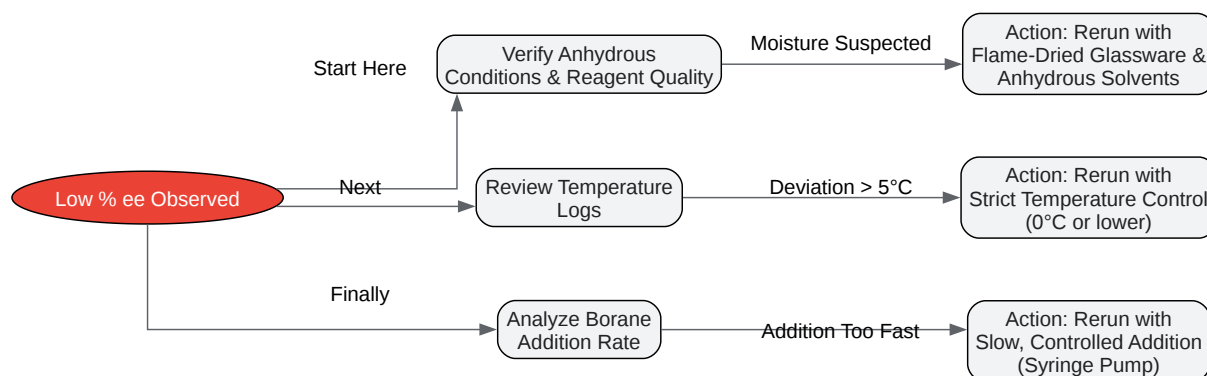 Start Here
Verify Anhydrous
Conditions & Reagent Quality
Moisture Suspected
Action: Rerun with
Flame-Dried Glassware &
Anhydrous Solvents
Low % ee Observed
Next
Review Temperature
Logs
Deviation > 5°C
Action: Rerun with
Strict Temperature Control
(0°C or lower)
Finally
Analyze Borane
Addition Rate
Addition Too Fast
Action: Rerun with
Slow, Controlled Addition
(Syringe Pump)